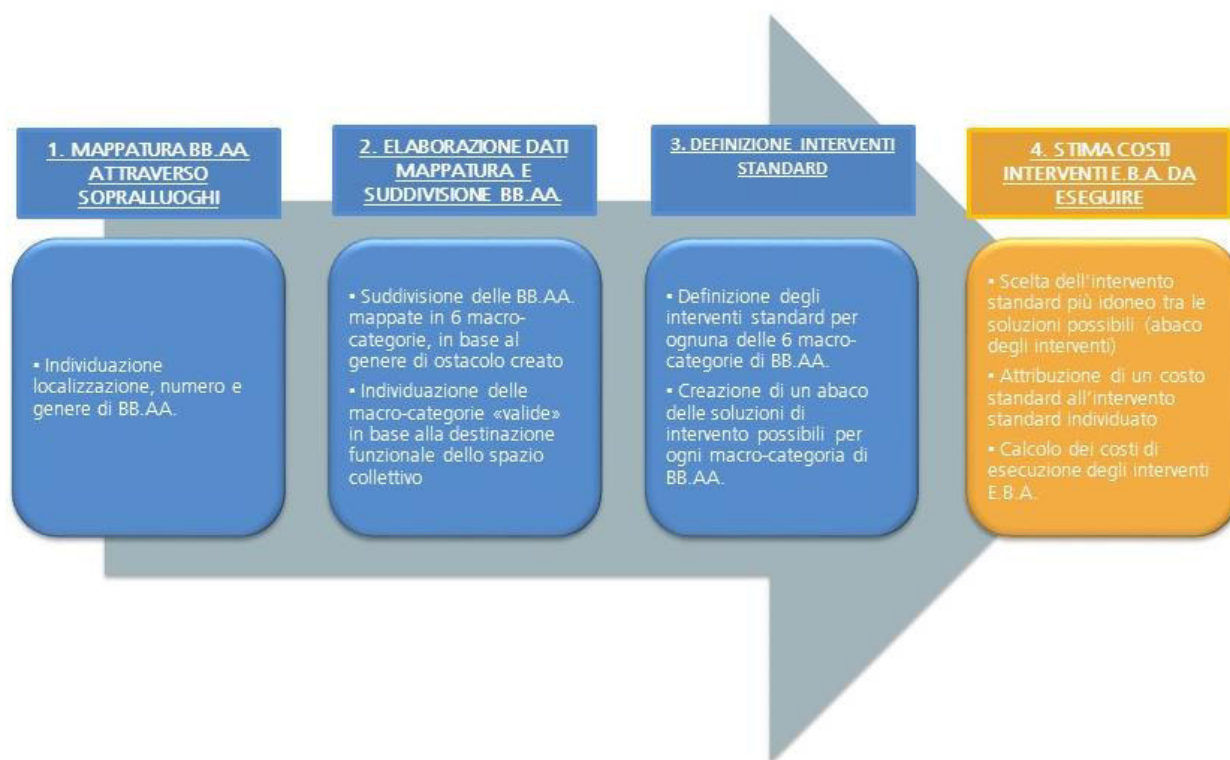 1. MAPPATURA BB.AA.
ATTRAVERSO
SOPRALLUOGHI
▪ Individuazione
localizzazione, numero e
genere di BB.AA.
2. ELABORAZIONE DATI
MAPPATURA E
SUDDIVISIONE BB.AA.
▪ Suddivisione delle BB.AA.
mappate in 6 macro-
categorie, in base al
genere di ostacolo creato
▪ Individuazione delle
macro-categorie «valide»
in base alla destinazione
funzionale dello spazio
collettivo
3. DEFINIZIONE INTERVENTI
STANDARD
▪ Definizione degli
interventi standard per
ognuna delle 6 macro-
categorie di BB.AA.
▪ Creazione di un abaco
delle soluzioni di
intervento possibili per
ogni macro-categoria di
BB.AA.
4. STIMA COSTI
INTERVENTI E.B.A. DA
ESEGUIRE
▪ Scelta dell'intervento
standard più idoneo tra le
soluzioni possibili (abaco
degli interventi)
▪ Attribuzione di un costo
standard all'intervento
standard individuato
▪ Calcolo dei costi di
esecuzione degli interventi
E.B.A.